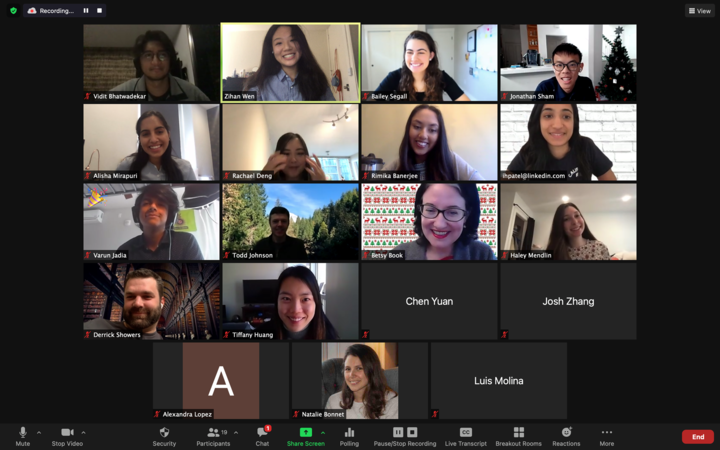 Recording...
View
Vidit Bhatwadekar
Zihan Wen
Bailey Segall
Jonathan Sham
Alisha Mirapuri
Rachael Deng
Rimika Banerjee
ihpatel@linkedin.com
Varun Jadia
Todd Johnson
Betsy Book
Haley Mendlin
Derrick Showers
Tiffany Huang
Chen Yuan
Josh Zhang
A
Alexandra Lopez
Natalie Bonnet
Luis Molina
19
1
Mute
Stop Video
Security
Participants
Chat
Share Screen
Polling
Pause/Stop Recording
CC
Live Transcript
Breakout Rooms
Reactions
More
End